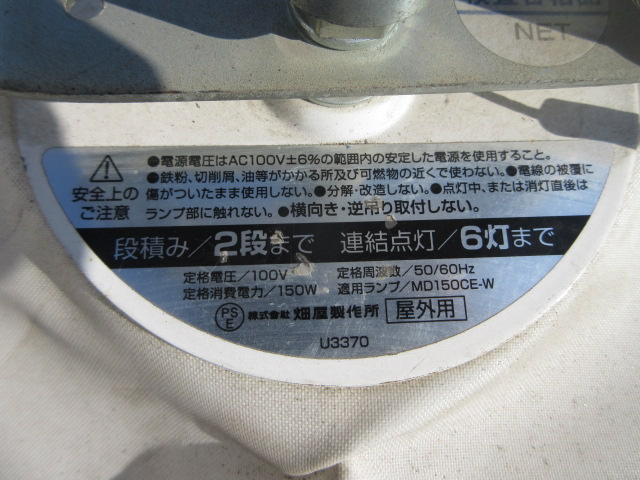 NET
●電源電圧はAC100V±6%の範囲内の安定した電源を使用すること。
●鉄粉、切削屑、油等がかかる所及び可燃物の近くで使わない。●電線の被覆に
安全上の 傷がついたまま使用しない。●分解・改造しない。●点灯中、または消灯直後は
ご注意 ランプ部に触れない。●横向き・逆吊り取付しない。
段積み/2段まで 連結点灯/6灯まで
定格電圧/100V 定格周波数/50/60Hz
定格消費電力/150W 適用ランプ/MD150CE-W
PSE 株式会社 畑屋製作所 屋外用
U3370